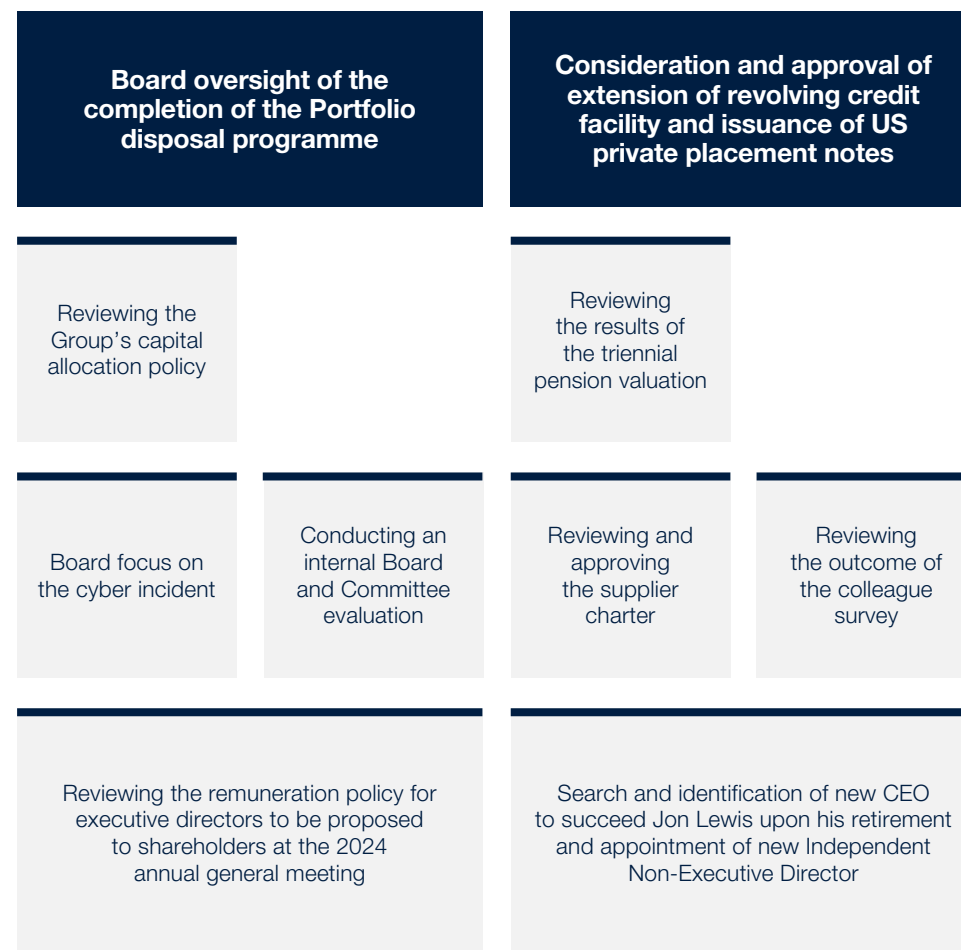 Board oversight of the
completion of the Portfolio
disposal programme
Consideration and approval of
extension of revolving credit
facility and issuance of US
private placement notes
Reviewing the
Group’s capital
allocation policy
Reviewing
the results of
the triennial
pension valuation
Board focus on
the cyber incident
Conducting an
internal Board
and Committee
evaluation
Reviewing and
approving
the supplier
charter
Reviewing
the outcome of
the colleague
survey
Reviewing the remuneration policy for
executive directors to be proposed
to shareholders at the 2024
annual general meeting
Search and identification of new CEO
to succeed Jon Lewis upon his retirement
and appointment of new Independent
Non-Executive Director